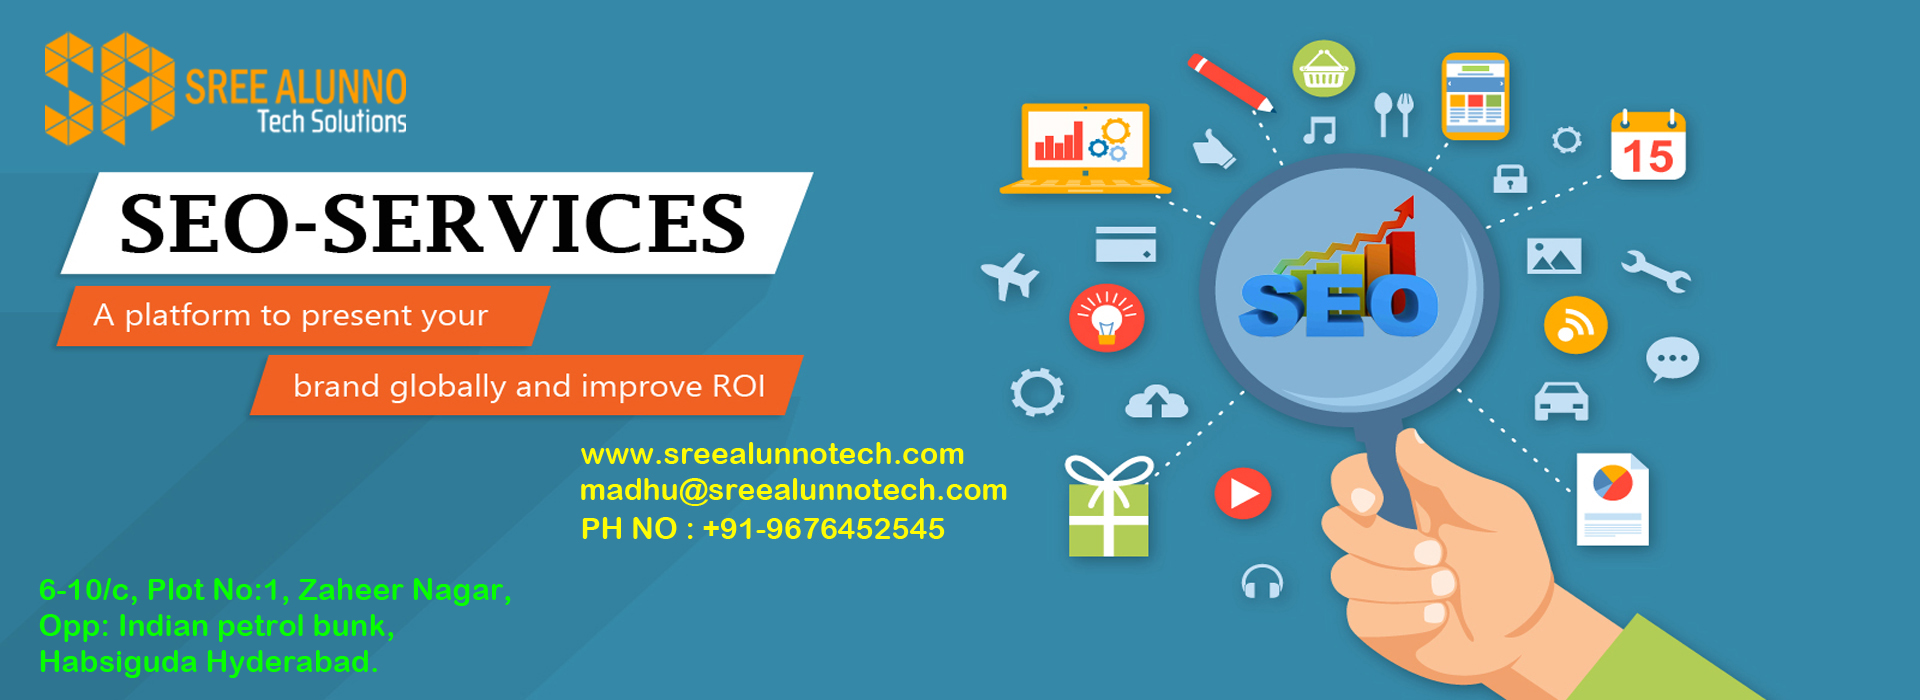 SREE ALUNNO
Tech Solutions
SEO-SERVICES
A platform to present your
brand globally and improve ROI
www.sreealunnotech.com
madhu@sreealunnotech.com
PH NO : +91-9676452545
6-10/c, Plot No:1, Zaheer Nagar,
Opp: Indian petrol bunk,
Habsiguda Hyderabad.
15
SEO